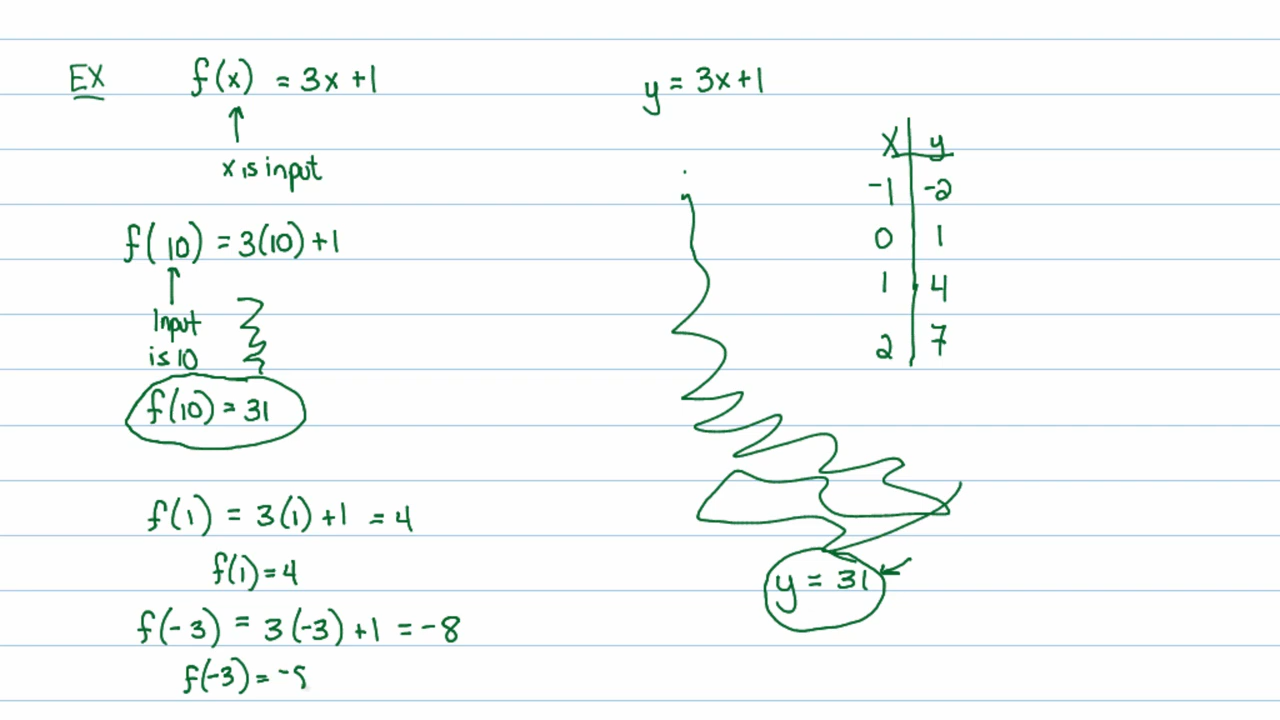 EX f(x) = 3x + 1
x is input
f(10) = 3(10) + 1
Input
is 10
f(10) = 31
f(1) = 3(1) + 1 = 4
f(1) = 4
f(-3) = 3(-3) + 1 = -8
f(-3) = -
y = 3x + 1
x y
-1 -2
0 1
1 4
2 7
y = 31